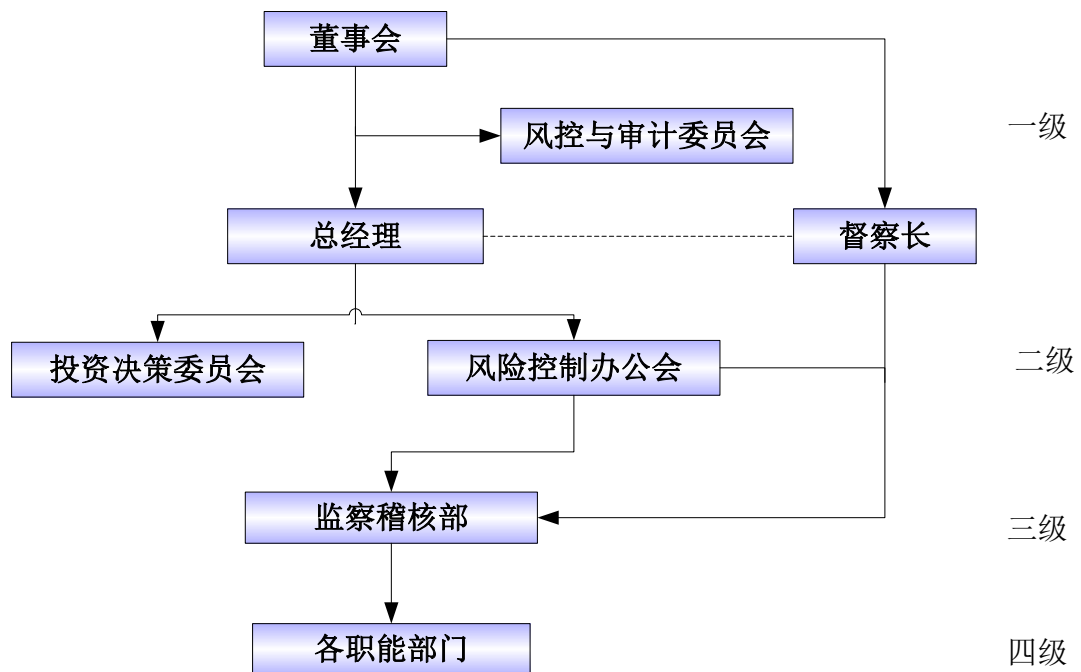 董事会
风控与审计委员会
一级
总经理
督察长
投资决策委员会
风险控制办公会
二级
监察稽核部
三级
各职能部门
四级